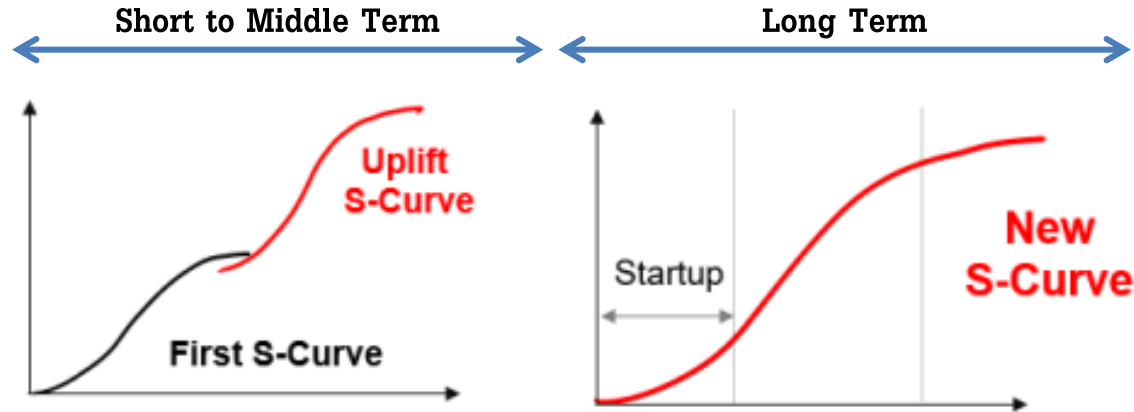 Short to Middle Term
Long Term
Uplift
S-Curve
First S-Curve
Startup
New
S-Curve